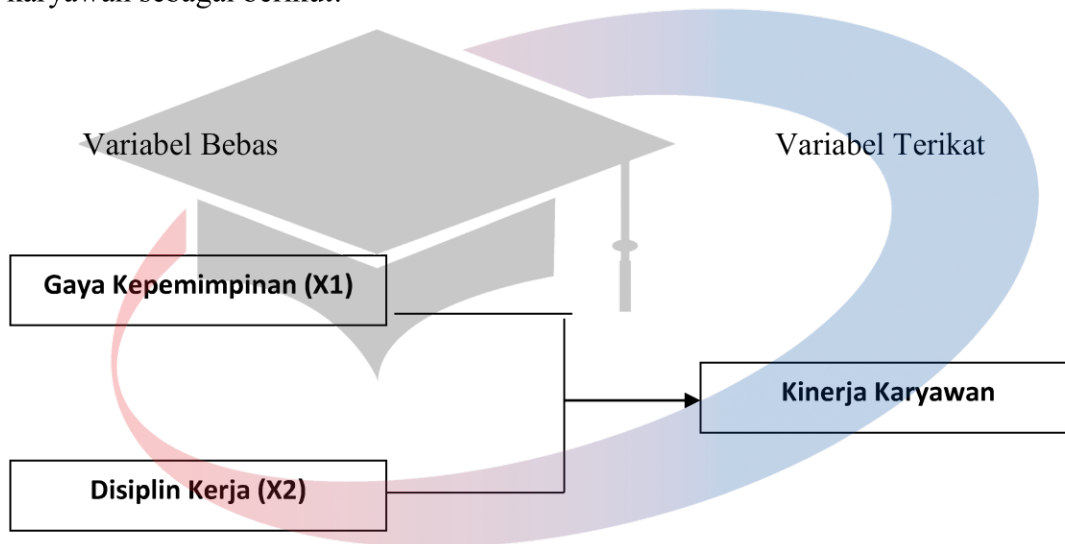 karyawan sebagai berikut:
Variabel Bebas
Variabel Terikat
Gaya Kepemimpinan (X1)
Kinerja Karyawan
Disiplin Kerja (X2)